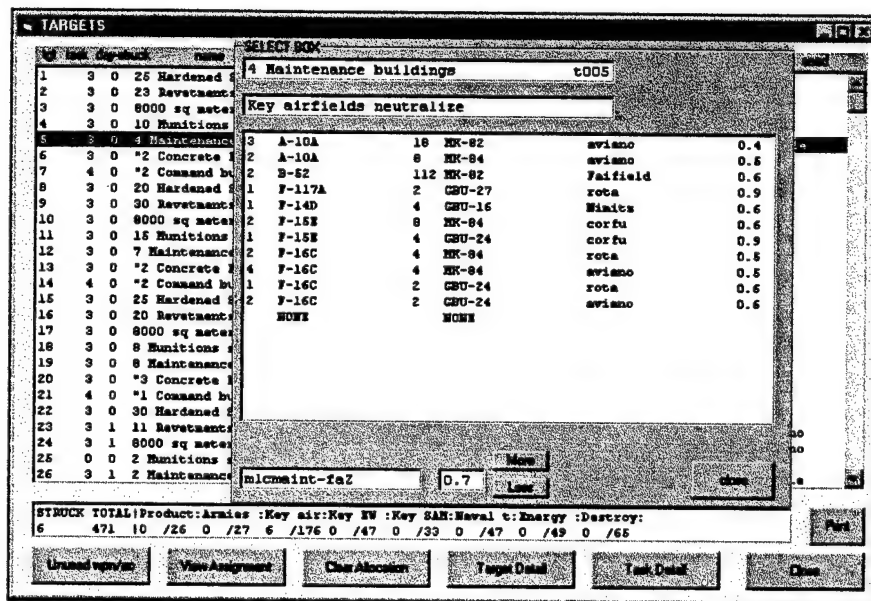 TARGETS
SELECT BOX
4 Maintenance buildings t005
Key airfields neutralize
name
1 3 0 25 Hardened S
2 3 0 23 Revetments
3 3 0 8000 sq meter
4 3 0 10 Munitions
5 3 0 4 Maintenance
6 3 0 "2 Concrete
7 4 0 "2 Command bu
8 3 0 20 Hardened S
9 3 0 30 Revetments
10 3 0 8000 sq meter
11 3 0 15 Munitions
12 3 0 7 Maintenance
13 3 0 "2 Concrete
14 4 0 "2 Command bu
15 3 0 25 Hardened S
16 3 0 20 Revetments
17 3 0 8000 sq meter
18 3 0 8 Munitions s
19 3 0 8 Maintenance
20 3 0 "3 Concrete
21 4 0 "1 Command bu
22 3 0 30 Hardened S
23 3 1 11 Revetments
24 3 1 8000 sq meter
25 0 0 2 Munitions s
26 3 1 2 Maintenance
3 A-10A 18 MK-82 aviano 0.4
2 A-10A 8 MK-84 aviano 0.5
2 B-52 112 MK-82 Faifield 0.6
1 F-117A 2 GBU-27 rota 0.9
1 F-14D 4 GBU-16 Nimitz 0.6
2 F-15E 8 MK-84 corfu 0.6
1 F-15E 4 GBU-24 corfu 0.9
2 F-16C 4 MK-84 rota 0.5
4 F-16C 4 MK-84 aviano 0.5
1 F-16C 2 GBU-24 rota 0.6
2 F-16C 2 GBU-24 aviano 0.6
NONE NONE
mlcmaint-faZ 0.7 More
Less
close
STRUCK TOTAL|Product:Armies :Key air:Key EW :Key SAM:Naval t:Energy :Destroy:
6 471 |0 /26 0 /27 6 /176 0 /47 0 /33 0 /47 0 /49 0 /65
Print
Unused wpn/ac View Assignment Clear Allocation Target Detail Task Detail Close